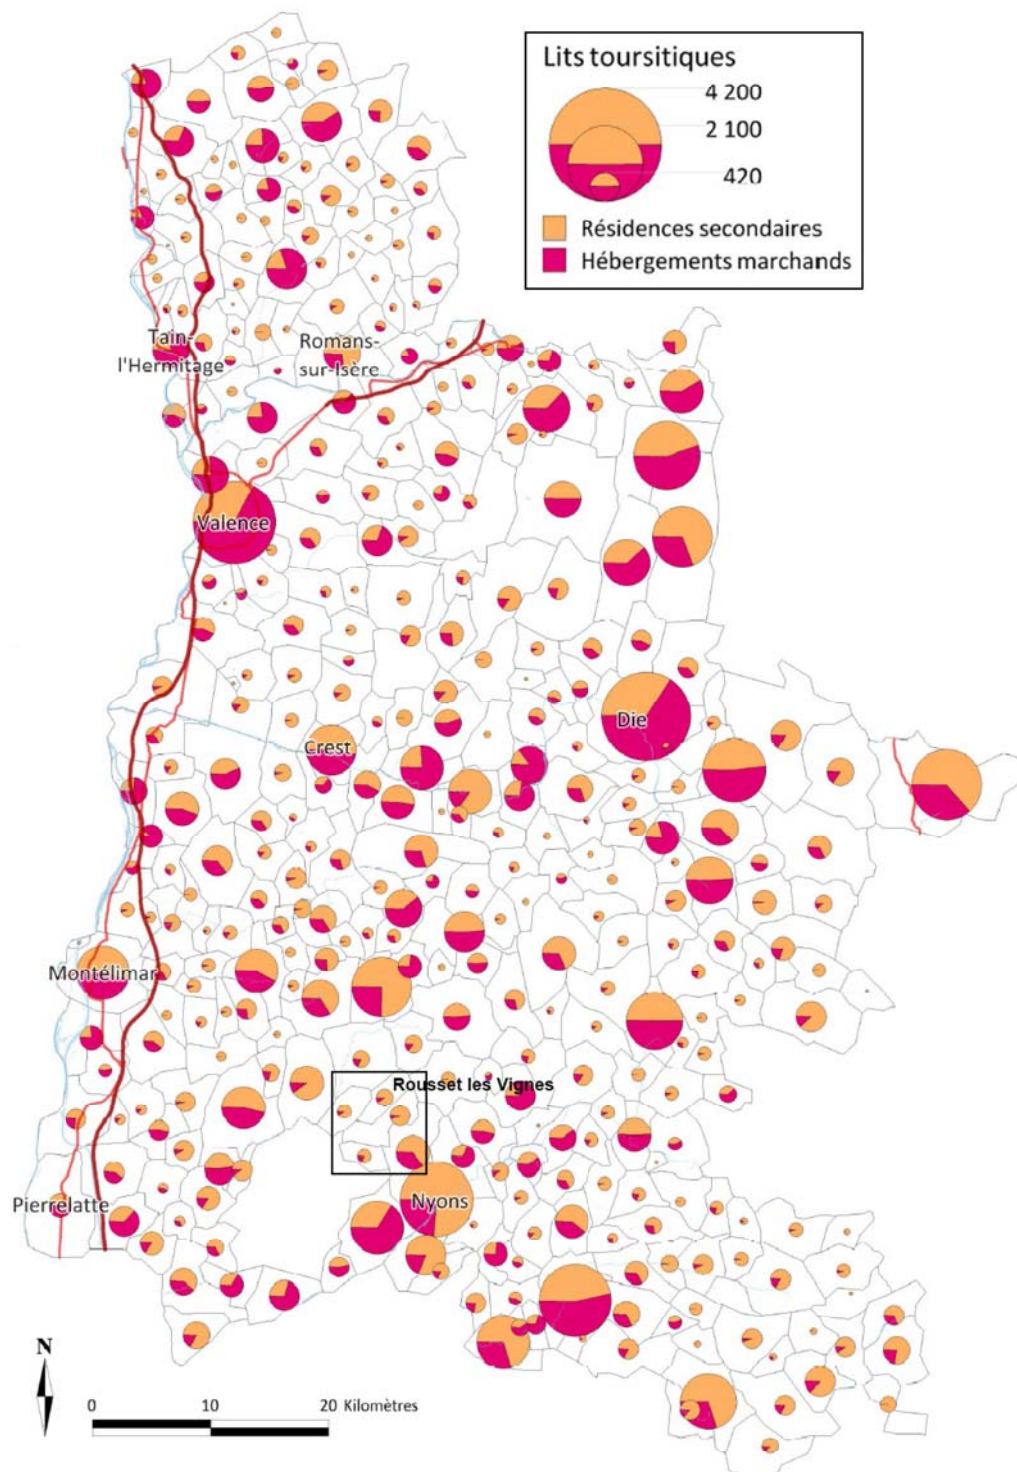 Lits toursitiques
4 200
2 100
420
Résidences secondaires
Hébergements marchands
Tain-
l'Hermitage
Romans-
sur-Isère
Valence
Die
Crest
Montélimar
Rousset les Vignes
Pierrelatte
Nyons
N
0 10 20 Kilomètres